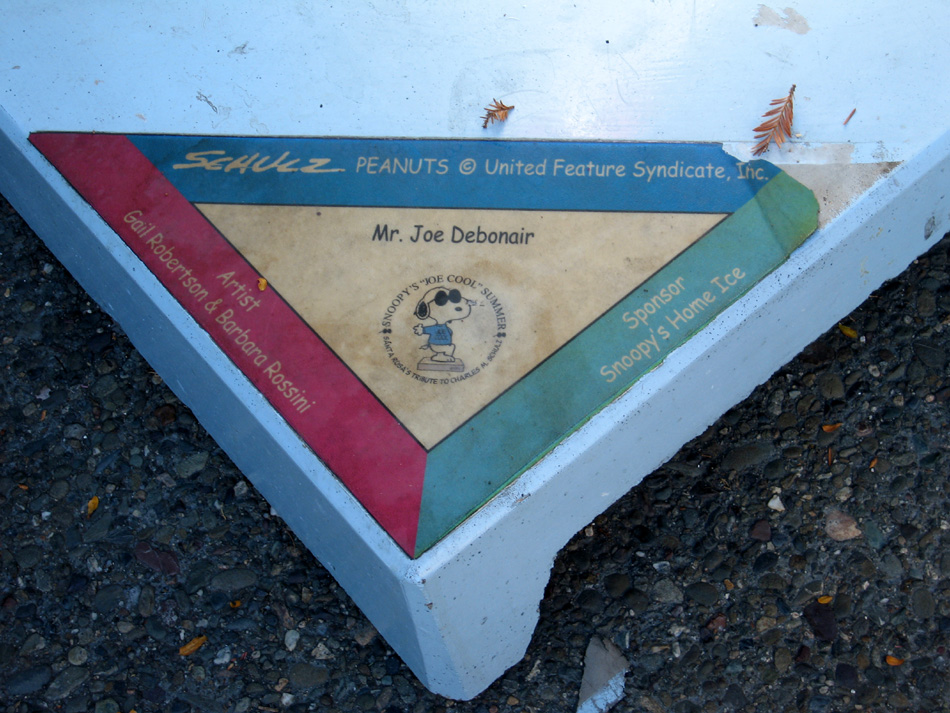 SCHULZ PEANUTS © United Feature Syndicate, Inc.
Mr. Joe Debonair
SNOOPY'S "JOE COOL" SUMMER
SANTA ROSA'S TRIBUTE TO CHARLES M. SCHULZ
Artist
Gail Robertson & Barbara Rossini
Sponsor
Snoopy's Home Ice